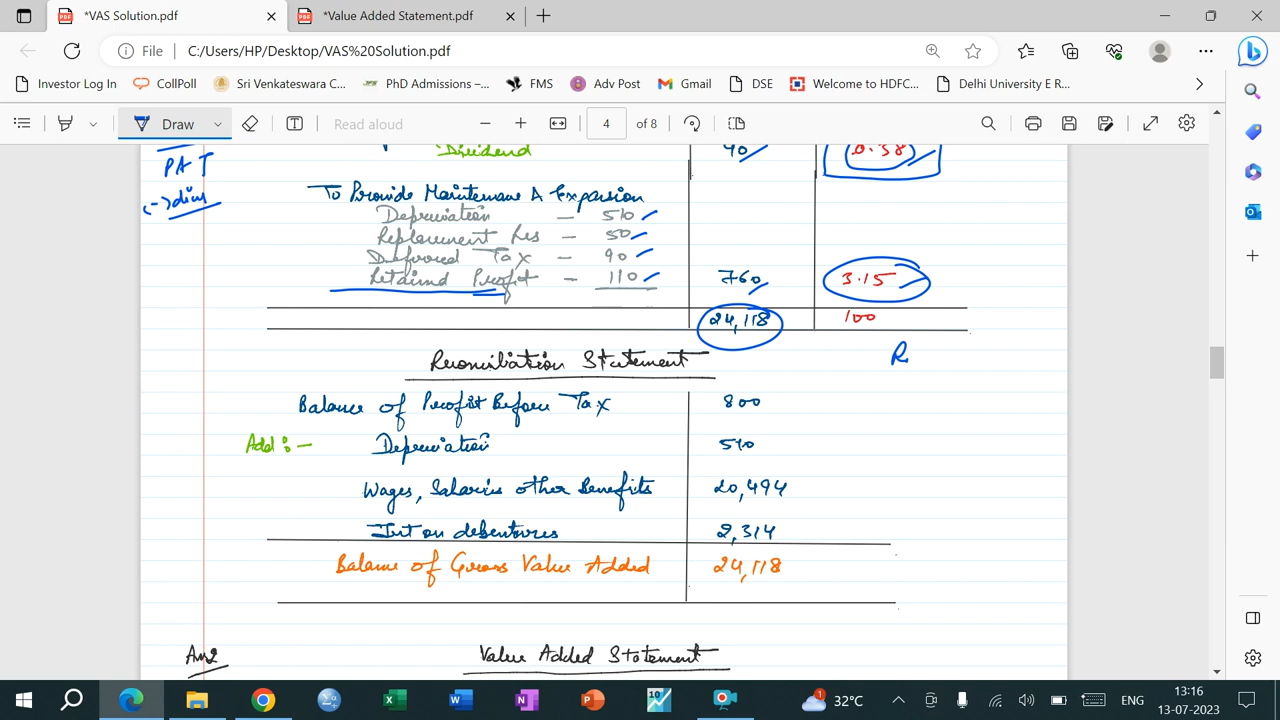 *VAS Solution.pdf
*Value Added Statement.pdf
File C:/Users/HP/Desktop/VAS%20Solution.pdf
Investor Log In
CollPoll
Sri Venkateswara C...
PhD Admissions –...
FMS
Adv Post
Gmail
DSE
Welcome to HDFC...
Delhi University E R...
Draw
Read aloud
4 of 8
Dividend 40 0.38
PAT
(-) div
To Provide Maintenance & Expansion
Depreciation – 510
Replacement Res – 50
Deferred Tax – 90
Retained Profit – 110 760 3.15
24,118 100
R
Reconciliation Statement
Balance of Profit Before Tax 800
Add:- Depreciation 510
Wages, Salaries other Benefits 20,494
Int on debentures 2,314
Balance of Gross Value Added 24,118
Ans2 Value Added Statement
1
32°C
ENG
13:16
13-07-2023